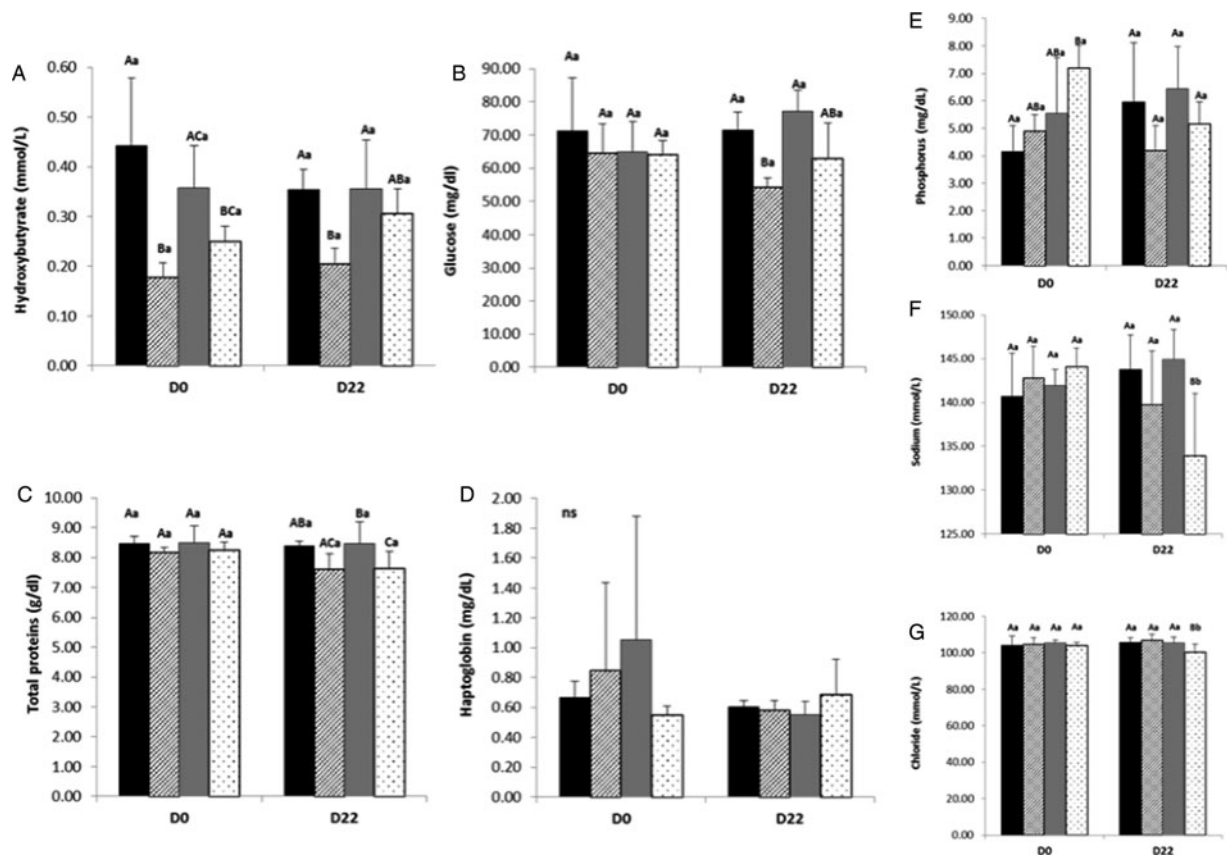 A
Hydroxybutyrate (mmol/L)
0.60
0.50
0.40
0.30
0.20
0.10
0.00
Aa
Ba
ACa
BCa
Aa
Ba
Aa
ABa
D0
D22
B
Glucose (mg/dl)
90.00
80.00
70.00
60.00
50.00
40.00
30.00
20.00
10.00
0.00
Aa
Aa
Aa
Aa
Aa
Ba
Aa
ABa
D0
D22
C
Total proteins (g/dl)
10.00
9.00
8.00
7.00
6.00
5.00
4.00
3.00
2.00
1.00
0.00
Aa
Aa
Aa
Aa
ABa
ACa
Ba
Ca
D0
D22
D
Haptoglobin (mg/dL)
2.00
1.80
1.60
1.40
1.20
1.00
0.80
0.60
0.40
0.20
0.00
ns
D0
D22
E
Phosphorus (mg/dL)
9.00
8.00
7.00
6.00
5.00
4.00
3.00
2.00
1.00
0.00
Aa
ABa
ABa
Ba
Aa
Aa
Aa
Aa
D0
D22
F
Sodium (mmol/L)
150.00
145.00
140.00
135.00
130.00
125.00
Aa
Aa
Aa
Aa
Aa
Aa
Aa
Bb
D0
D22
G
Chloride (mmol/L)
120.00
100.00
80.00
60.00
40.00
20.00
0.00
Aa
Aa
Aa
Aa
Aa
Aa
Aa
Bb
D0
D22